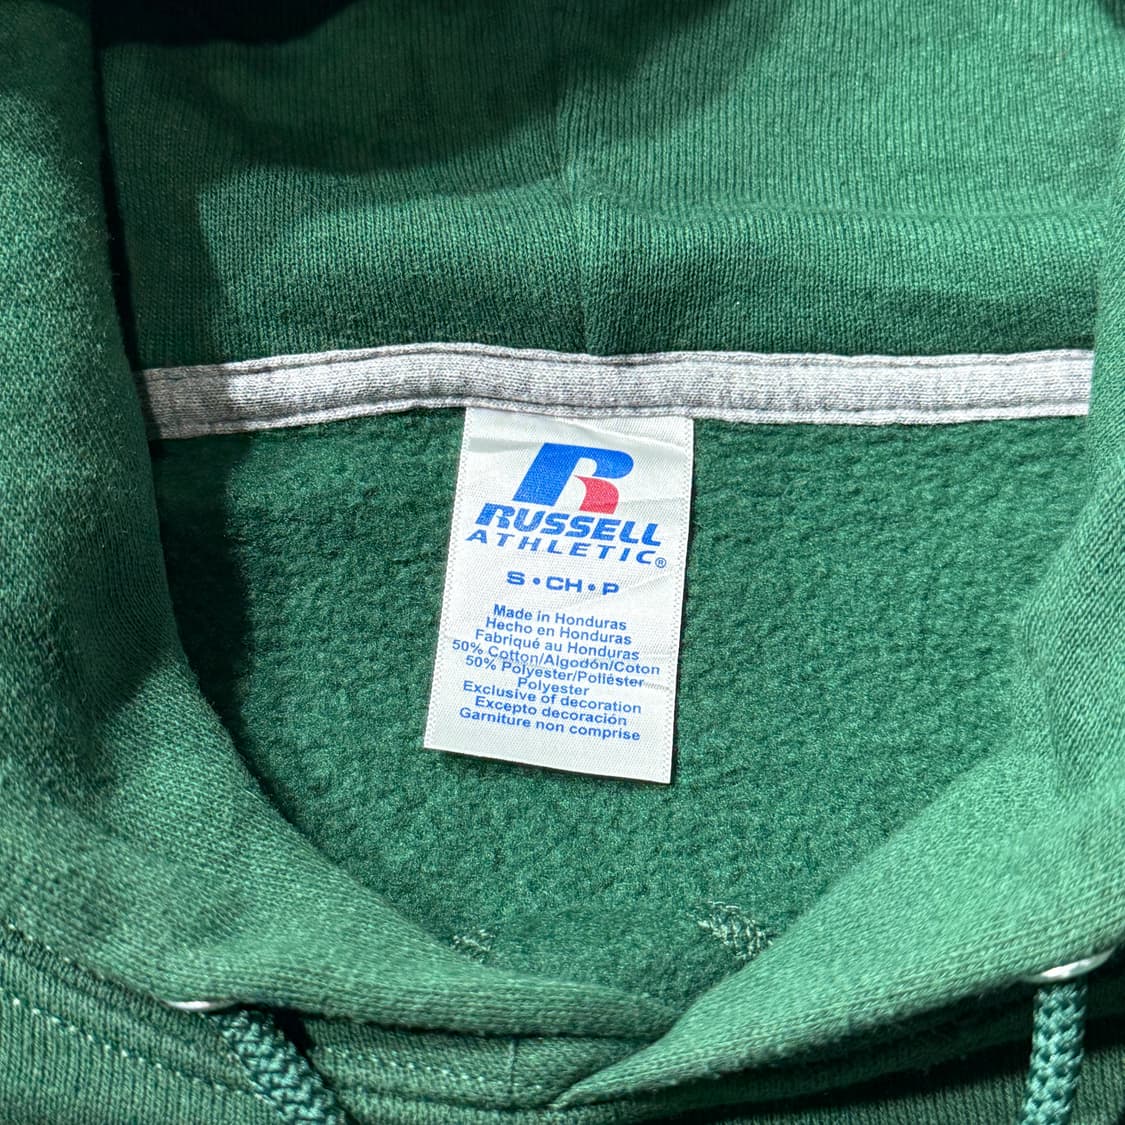 RUSSELL
ATHLETIC®
S • CH • P
Made in Honduras
Hecho en Honduras
Fabriqué au Honduras
50% Cotton/Algodón/Coton
50% Polyester/Poliéster
Polyester
Exclusive of decoration
Excepto decoración
Garniture non comprise